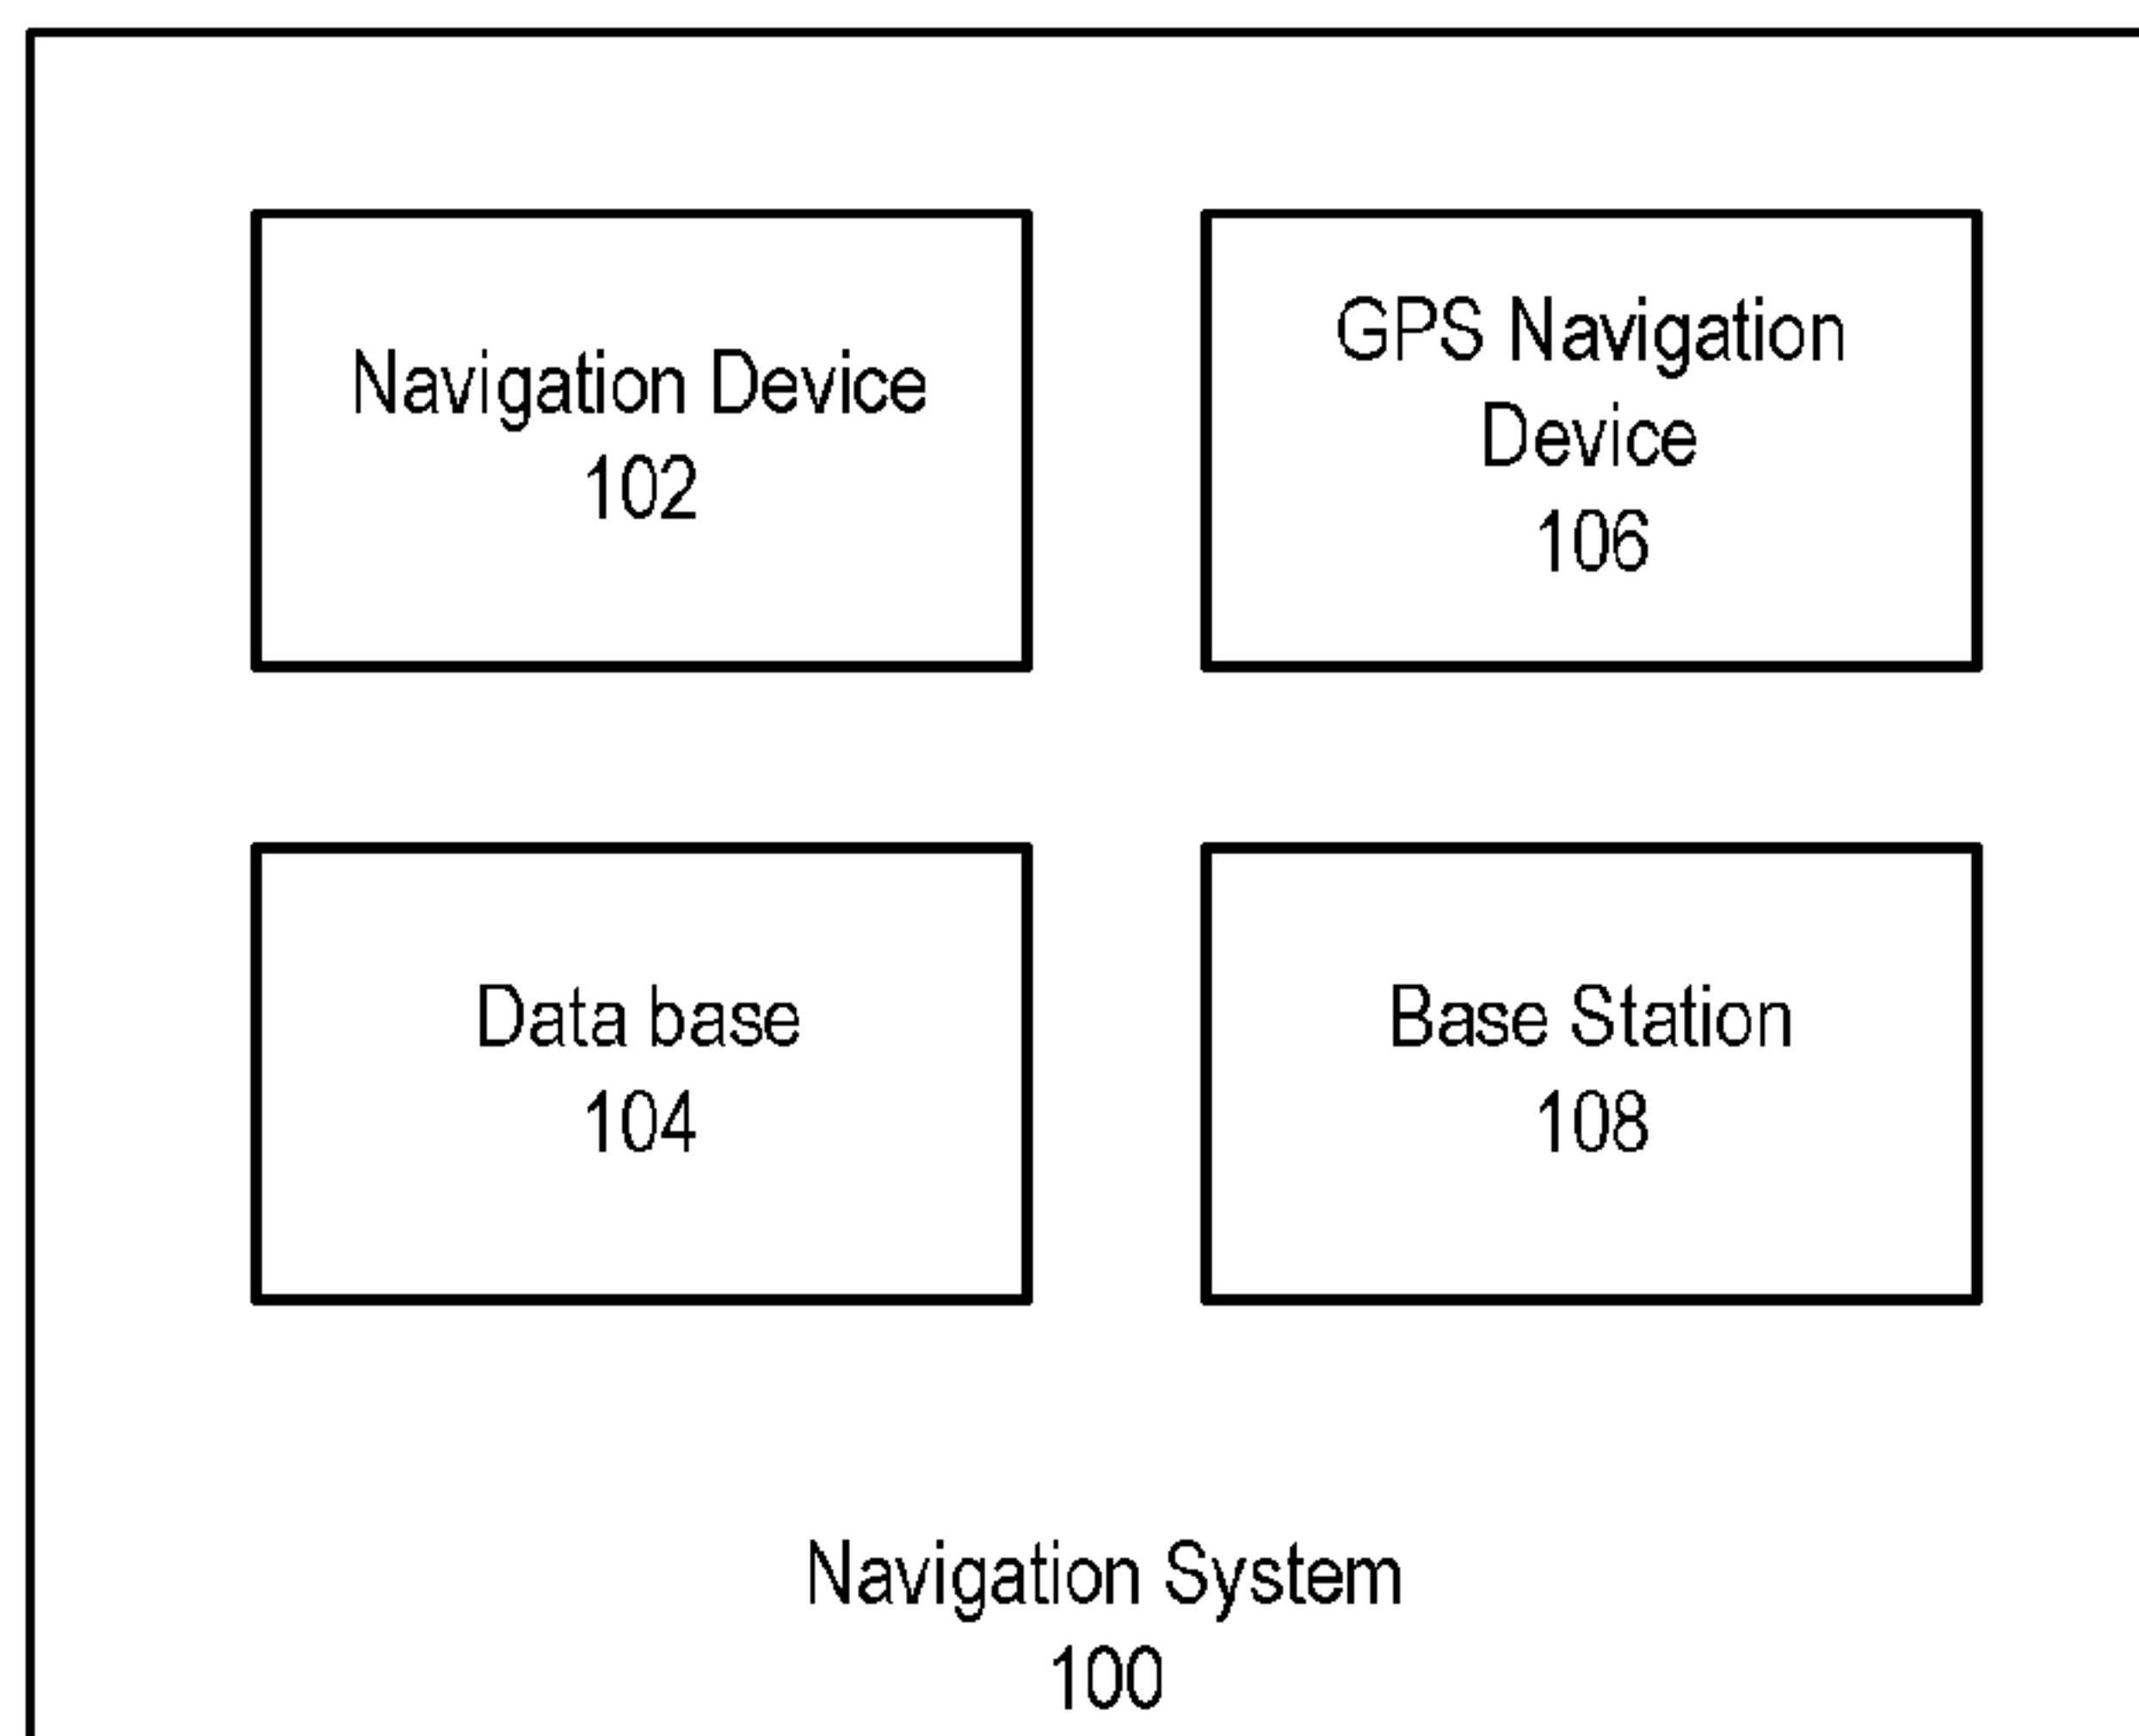 Navigation Device
102
GPS Navigation
Device
106
Data base
104
Base Station
108
Navigation System
100